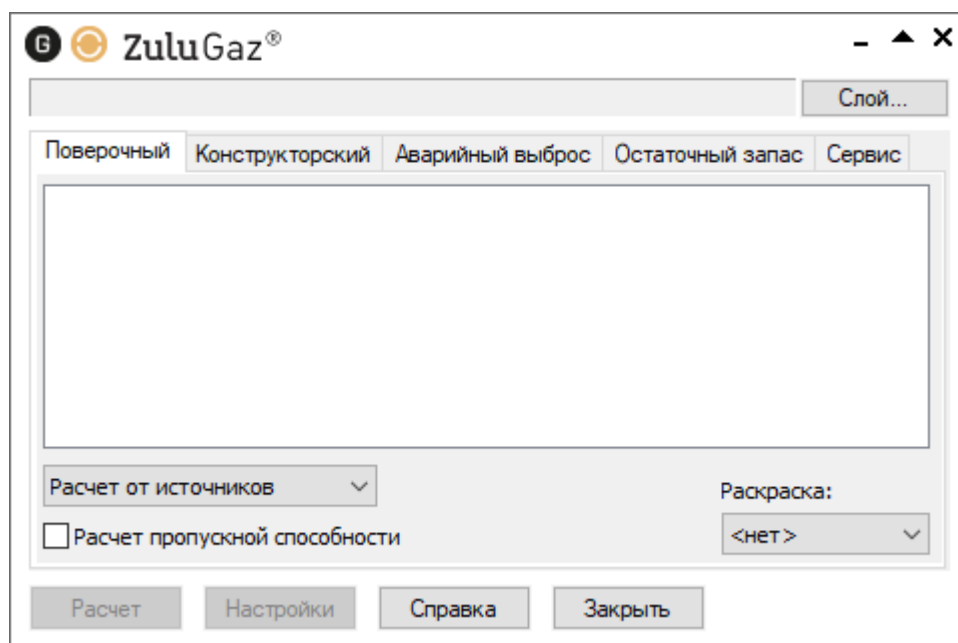 G ZuluGaz®
Слой...
Поверочный Конструкторский Аварийный выброс Остаточный запас Сервис
Расчет от источников
Раскраска:
Расчет пропускной способности
<нет>
Расчет Настройки Справка Закрыть